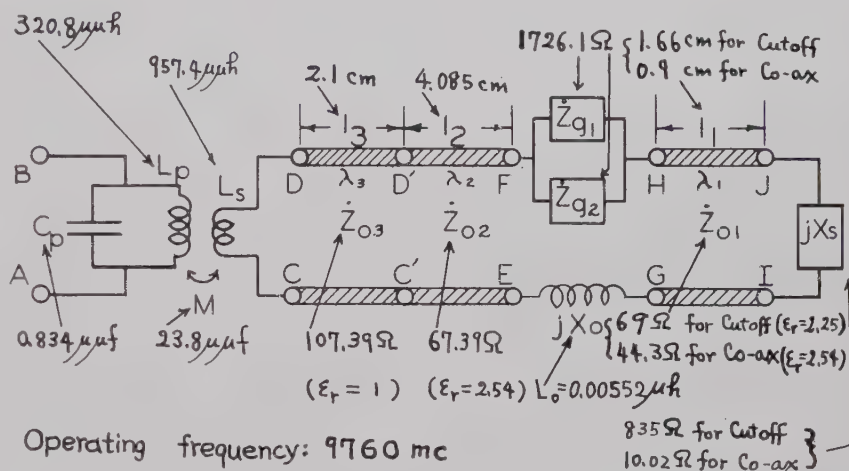 320.8μμh
957.4μμh
2.1 cm
4.085 cm
1726.1Ω { 1.66 cm for Cutoff
0.9 cm for Co-ax
l3
l2
Żg1
l1
B
Lp
Ls
D
λ3
D'
λ2
F
Żg2
H
λ1
J
Cp
Ż03
Ż02
Ż01
jXs
A
C
C'
E
G
I
M
jX0
0.834 μμf
23.8μμf
107.39Ω
67.39Ω
69Ω for Cutoff (εr=2.25)
44.3Ω for Co-ax (εr=2.54)
(εr = 1)
(εr=2.54)
L0=0.00552μh
Operating frequency: 9760 mc
835Ω for Cutoff
10.02Ω for Co-ax